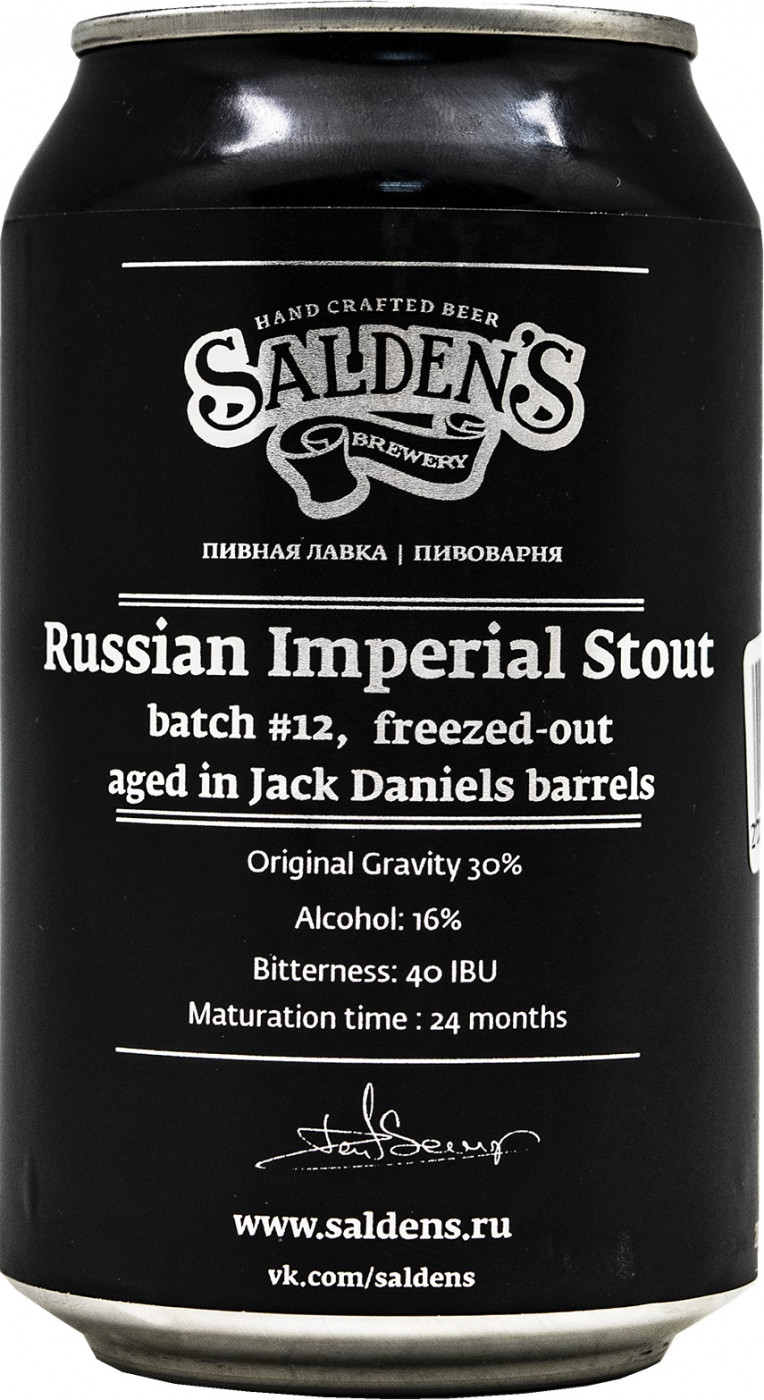 HAND CRAFTED BEER
SALDEN'S
BREWERY
ПИВНАЯ ЛАВКА | ПИВОВАРНЯ
Russian Imperial Stout
batch #12, freezed-out
aged in Jack Daniels barrels
Original Gravity 30%
Alcohol: 16%
Bitterness: 40 IBU
Maturation time : 24 months
www.saldens.ru
vk.com/saldens